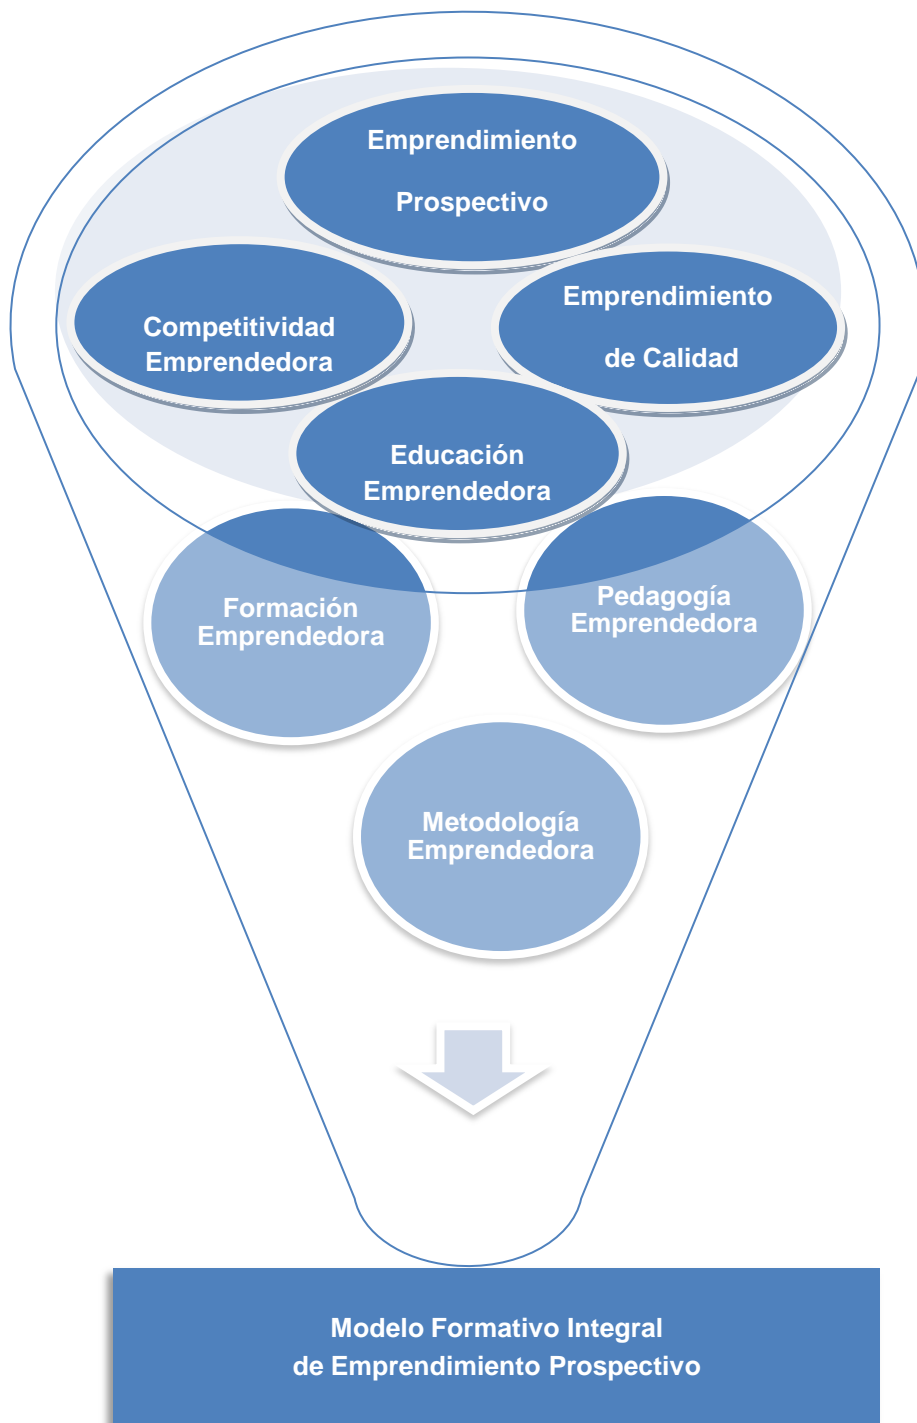 Emprendimiento
Prospectivo
Competitividad
Emprendedora
Emprendimiento
de Calidad
Educación
Emprendedora
Formación
Emprendedora
Pedagogía
Emprendedora
Metodología
Emprendedora
Modelo Formativo Integral
de Emprendimiento Prospectivo